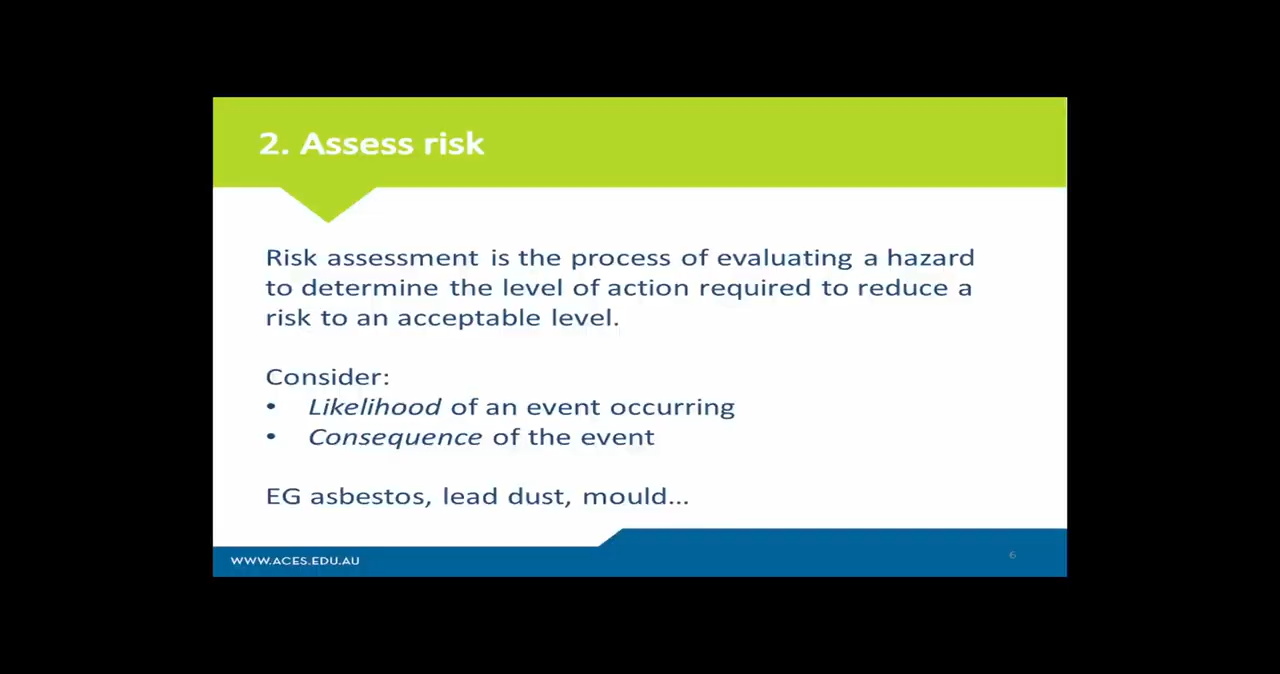 2. Assess risk
Risk assessment is the process of evaluating a hazard
to determine the level of action required to reduce a
risk to an acceptable level.
Consider:
• Likelihood of an event occurring
• Consequence of the event
EG asbestos, lead dust, mould...
WWW.ACES.EDU.AU
6